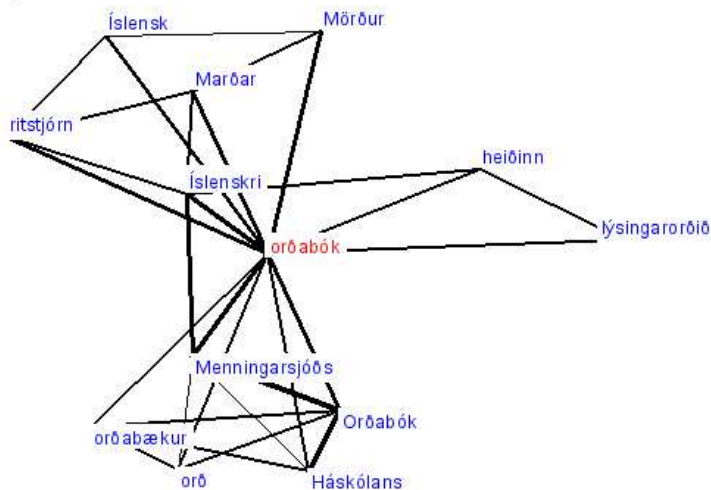 Íslensk
Mörður
Marðar
ritstjórn
heiðinn
Íslenskri
lýsingarorðið
orðabók
Menningarsjóðs
Orðabók
orðabækur
orð
Háskólans